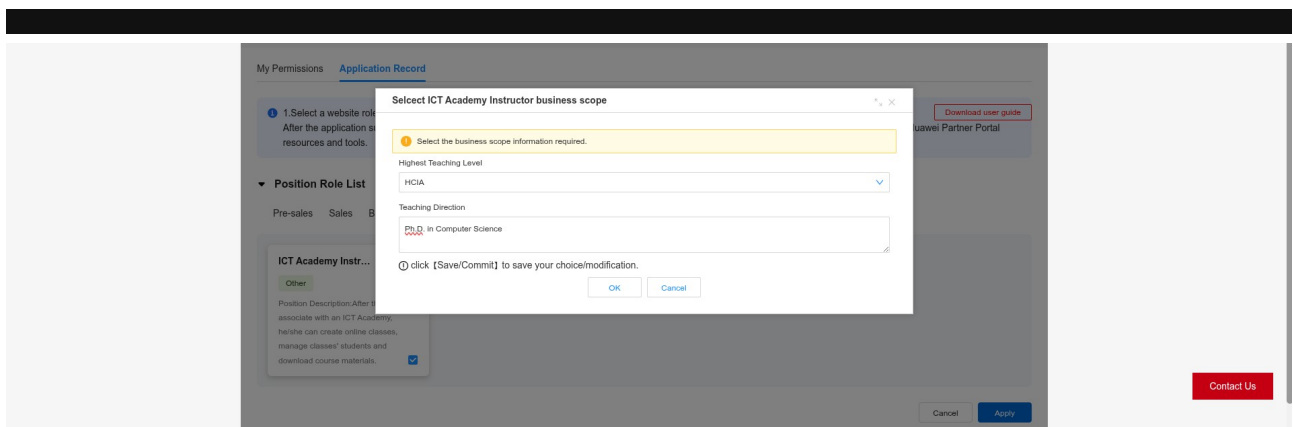 My Permissions Application Record
Selcect ICT Academy Instructor business scope
1.Select a website role
After the application
resources and tools.
Download user guide
Partner Portal
Select the business scope information required.
Highest Teaching Level
HCIA
Position Role List
Pre-sales Sales B
Teaching Direction
Ph.D. in Computer Science
click【Save/Commit】to save your choice/modification.
OK Cancel
ICT Academy Instr...
Other
Position Description:After
associate with an ICT Academy,
he/she can create online classes,
manage classes' students and
download course materials.
Contact Us
Cancel Apply